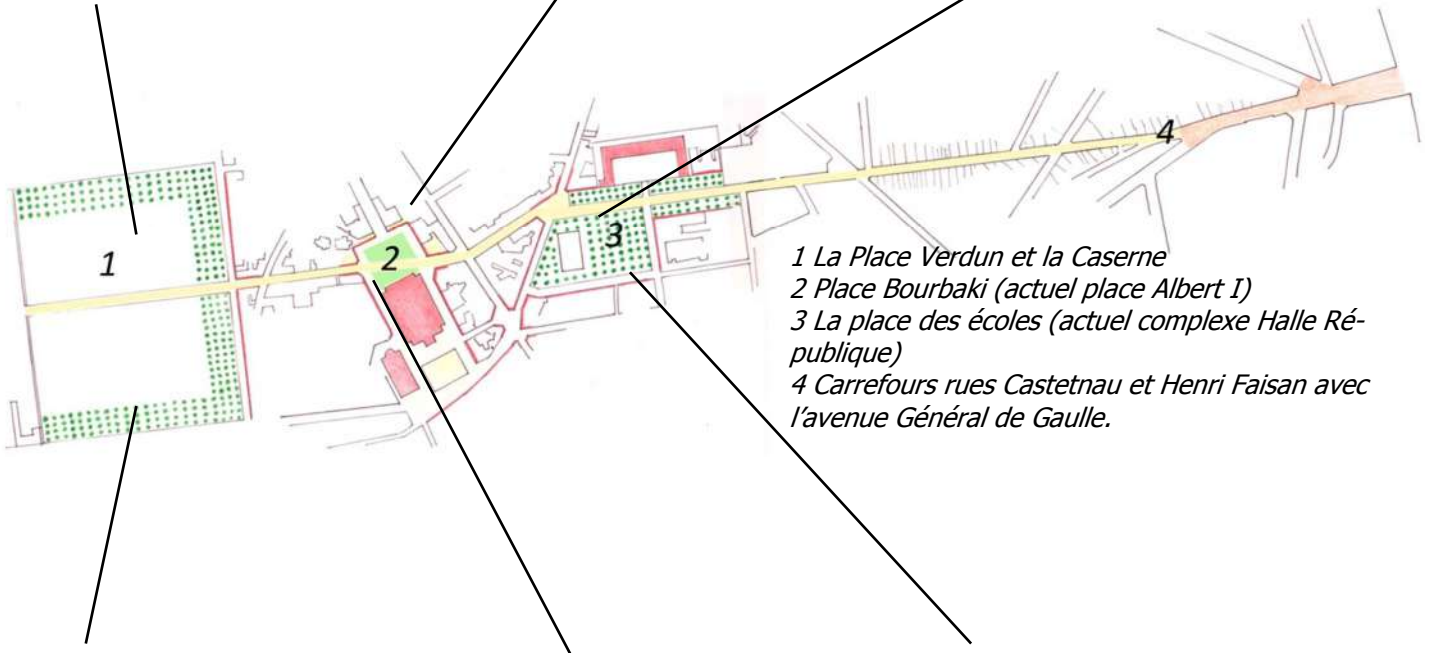 4
2
3
1
1 La Place Verdun et la Caserne
2 Place Bourbaki (actuel place Albert I)
3 La place des écoles (actuel complexe Halle Ré-
publique)
4 Carrefours rues Castetnau et Henri Faisan avec
l'avenue Général de Gaulle.